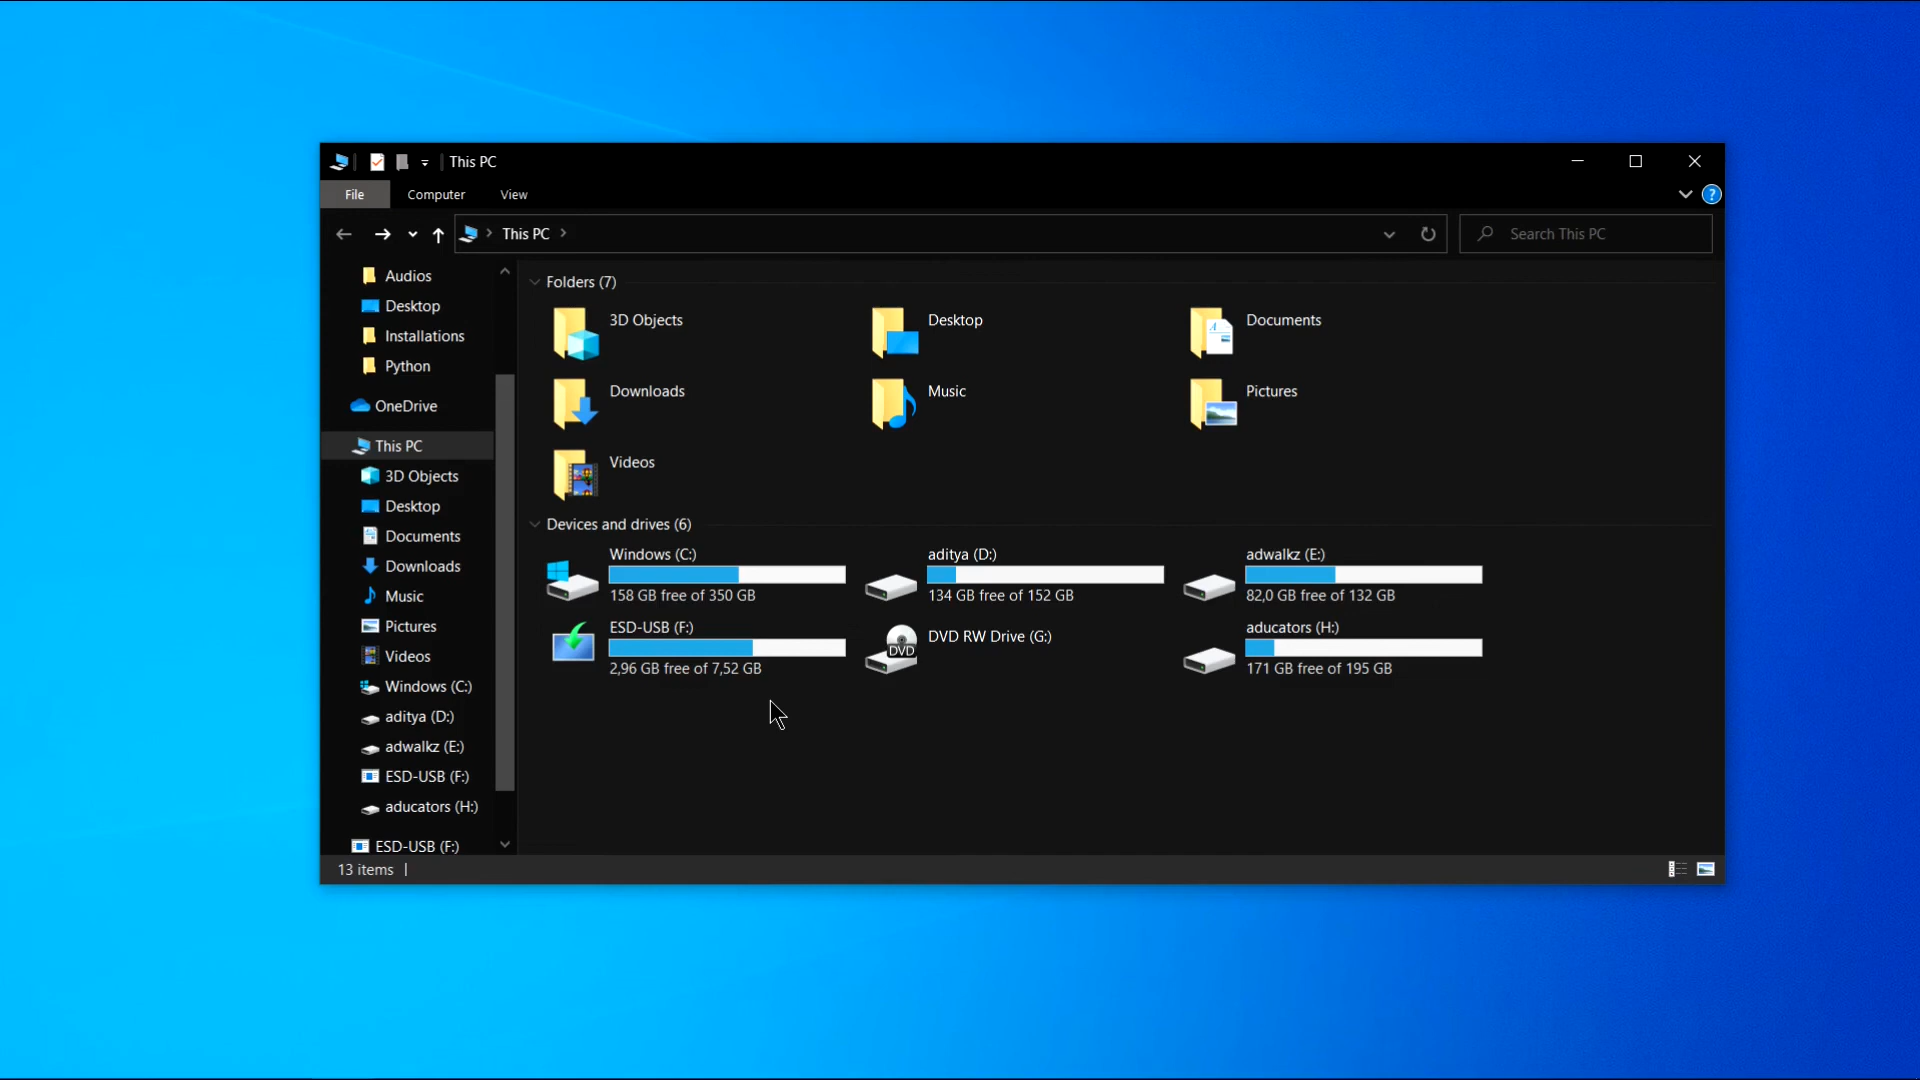 This PC
File Computer View
This PC
Search This PC
Audios
Desktop
Installations
Python
OneDrive
This PC
3D Objects
Desktop
Documents
Downloads
Music
Pictures
Videos
Windows (C:)
aditya (D:)
adwalkz (E:)
ESD-USB (F:)
aducators (H:)
ESD-USB (F:)
Folders (7)
3D Objects
Desktop
Documents
Downloads
Music
Pictures
Videos
Devices and drives (6)
Windows (C:)
158 GB free of 350 GB
aditya (D:)
134 GB free of 152 GB
adwalkz (E:)
82,0 GB free of 132 GB
ESD-USB (F:)
2,96 GB free of 7,52 GB
DVD RW Drive (G:)
DVD
aducators (H:)
171 GB free of 195 GB
13 items